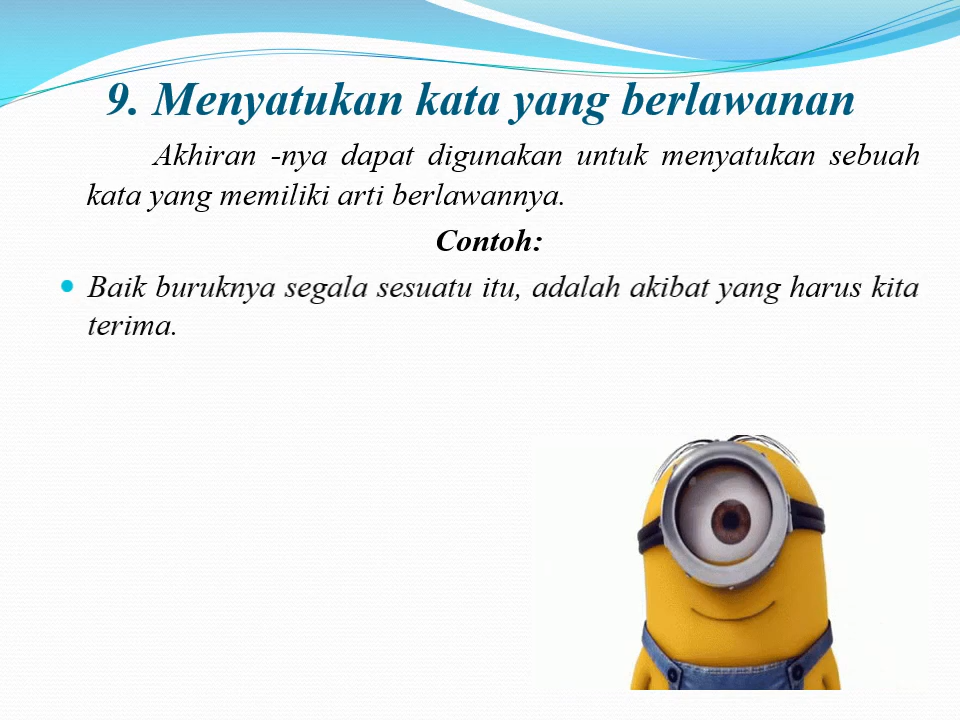 9. Menyatukan kata yang berlawanan
Akhiran -nya dapat digunakan untuk menyatukan sebuah
kata yang memiliki arti berlawannya.
Contoh:
Baik buruknya segala sesuatu itu, adalah akibat yang harus kita
terima.